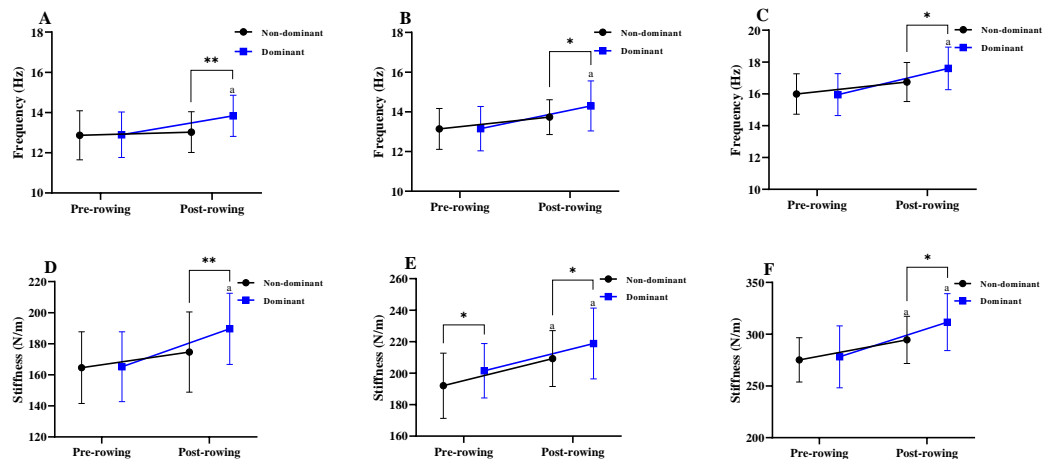 A
Non-dominant
Dominant
**
a
Frequency (Hz)
18
16
14
12
10
Pre-rowing
Post-rowing
B
Non-dominant
Dominant
*
a
Frequency (Hz)
18
16
14
12
10
Pre-rowing
Post-rowing
C
Non-dominant
Dominant
*
a
Frequency (Hz)
20
18
16
14
12
10
Pre-rowing
Post-rowing
D
Non-dominant
Dominant
**
a
Stiffness (N/m)
220
200
180
160
140
120
Pre-rowing
Post-rowing
E
Non-dominant
Dominant
*
*
a
a
Stiffness (N/m)
260
240
220
200
180
160
Pre-rowing
Post-rowing
F
Non-dominant
Dominant
*
a
a
Stiffness (N/m)
350
300
250
200
Pre-rowing
Post-rowing